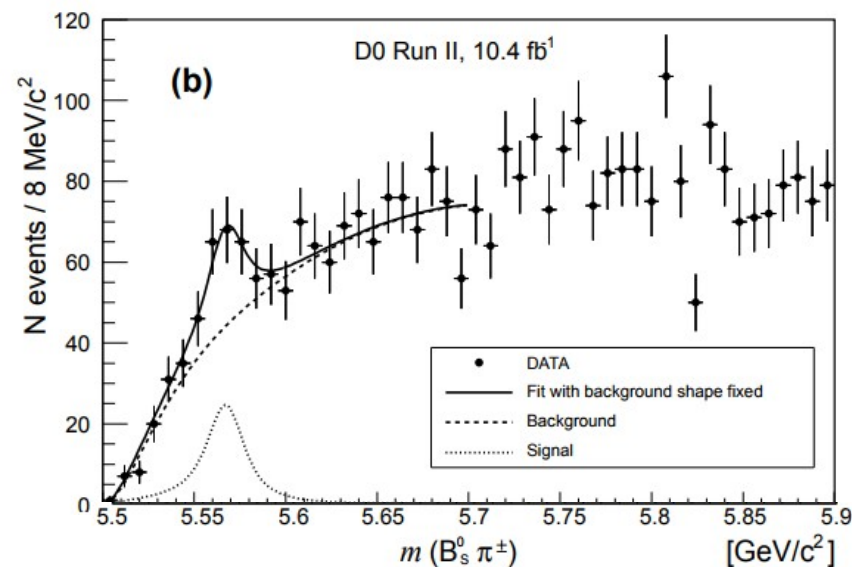 D0 Run II, 10.4 fb⁻¹
(b)
N events / 8 MeV/c²
120
100
80
60
40
20
0
DATA
Fit with background shape fixed
Background
Signal
5.5 5.55 5.6 5.65 5.7 5.75 5.8 5.85 5.9
m (B⁰ₛ π±) [GeV/c²]